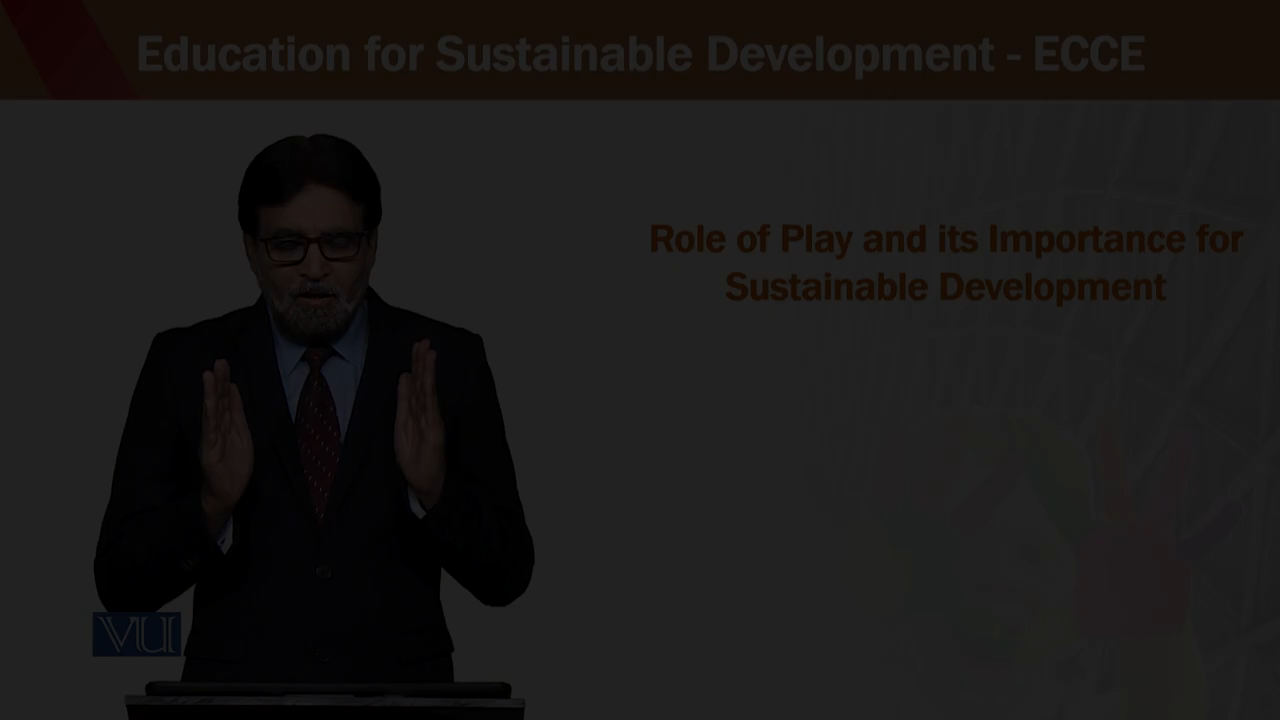 Education for Sustainable Development - ECCE
Role of Play and its Importance for
Sustainable Development
VU